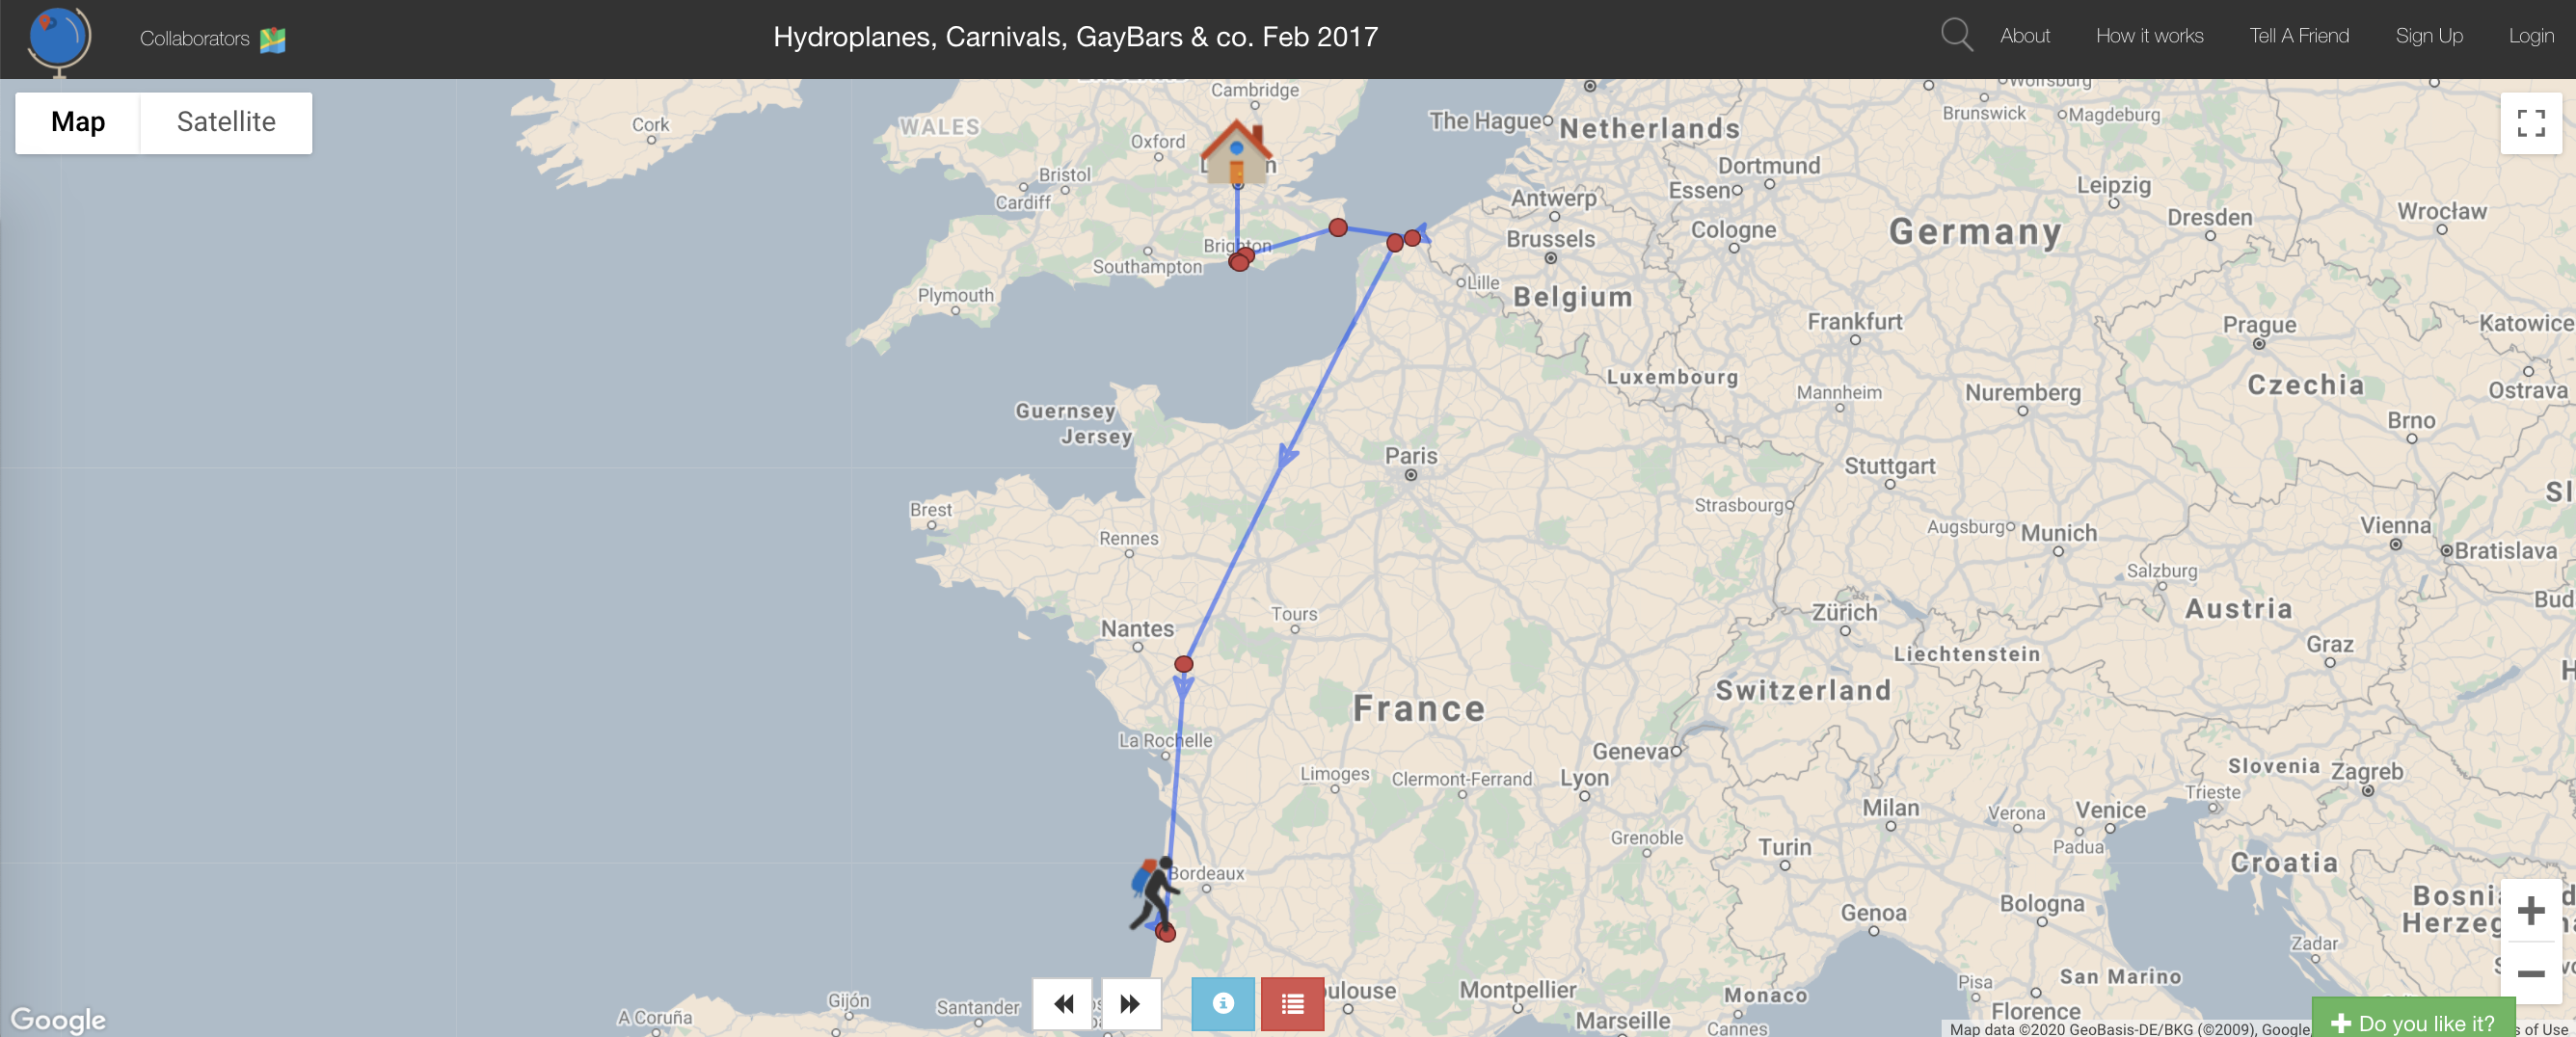 Collaborators
Hydroplanes, Carnivals, GayBars & co. Feb 2017
About
How it works
Tell A Friend
Sign Up
Login
Map
Satellite
Cork
WALES
Cambridge
Oxford
Bristol
Cardiff
Brighton
Southampton
Plymouth
The Hague
Netherlands
Wolfsburg
Brunswick
Magdeburg
Dortmund
Essen
Leipzig
Antwerp
Dresden
Wrocław
Cologne
Germany
Brussels
Lille
Belgium
Frankfurt
Prague
Katowice
Luxembourg
Mannheim
Nuremberg
Czechia
Ostrava
Guernsey
Jersey
Brno
Paris
Stuttgart
Strasbourg
Brest
Rennes
Augsburg
Munich
Vienna
Bratislava
Salzburg
Tours
Zürich
Austria
Nantes
Graz
Liechtenstein
Switzerland
France
La Rochelle
Geneva
Limoges
Clermont-Ferrand
Lyon
Slovenia
Zagreb
Trieste
Milan
Verona
Venice
Grenoble
Turin
Padua
Bordeaux
Croatia
Genoa
Bologna
Zadar
Pisa
San Marino
Gijón
Santander
A Coruña
Montpellier
Monaco
Florence
Marseille
Cannes
Google
Map data ©2020 GeoBasis-DE/BKG (©2009), Google,
Do you like it?
s of Use